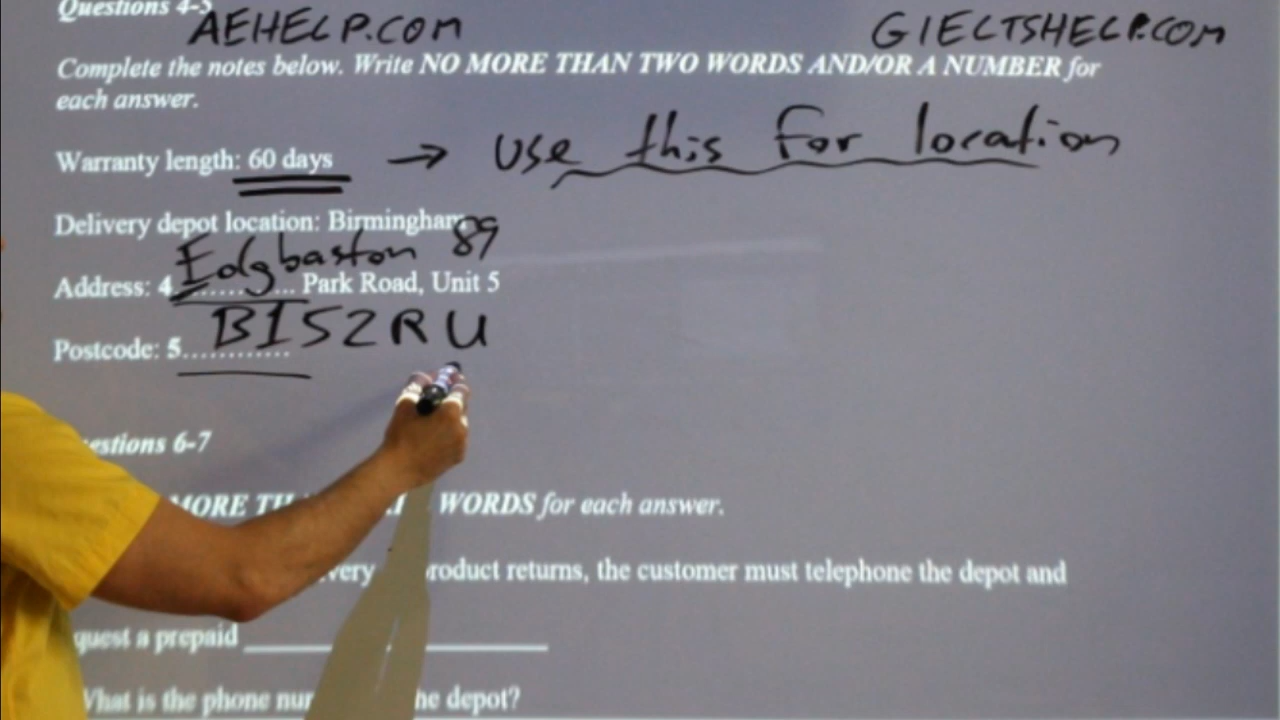 Questions 4-5
AEHELP.COM GIELTSHELP.COM
Complete the notes below. Write NO MORE THAN TWO WORDS AND/OR A NUMBER for
each answer.
Warranty length: 60 days → use this for location
Delivery depot location: Birmingham
Edgbaston 89
Address: 4............ Park Road, Unit 5
B152RU
Postcode: 5............
estions 6-7
MORE TH WORDS for each answer.
very roduct returns, the customer must telephone the depot and
quest a prepaid
What is the phone nu he depot?